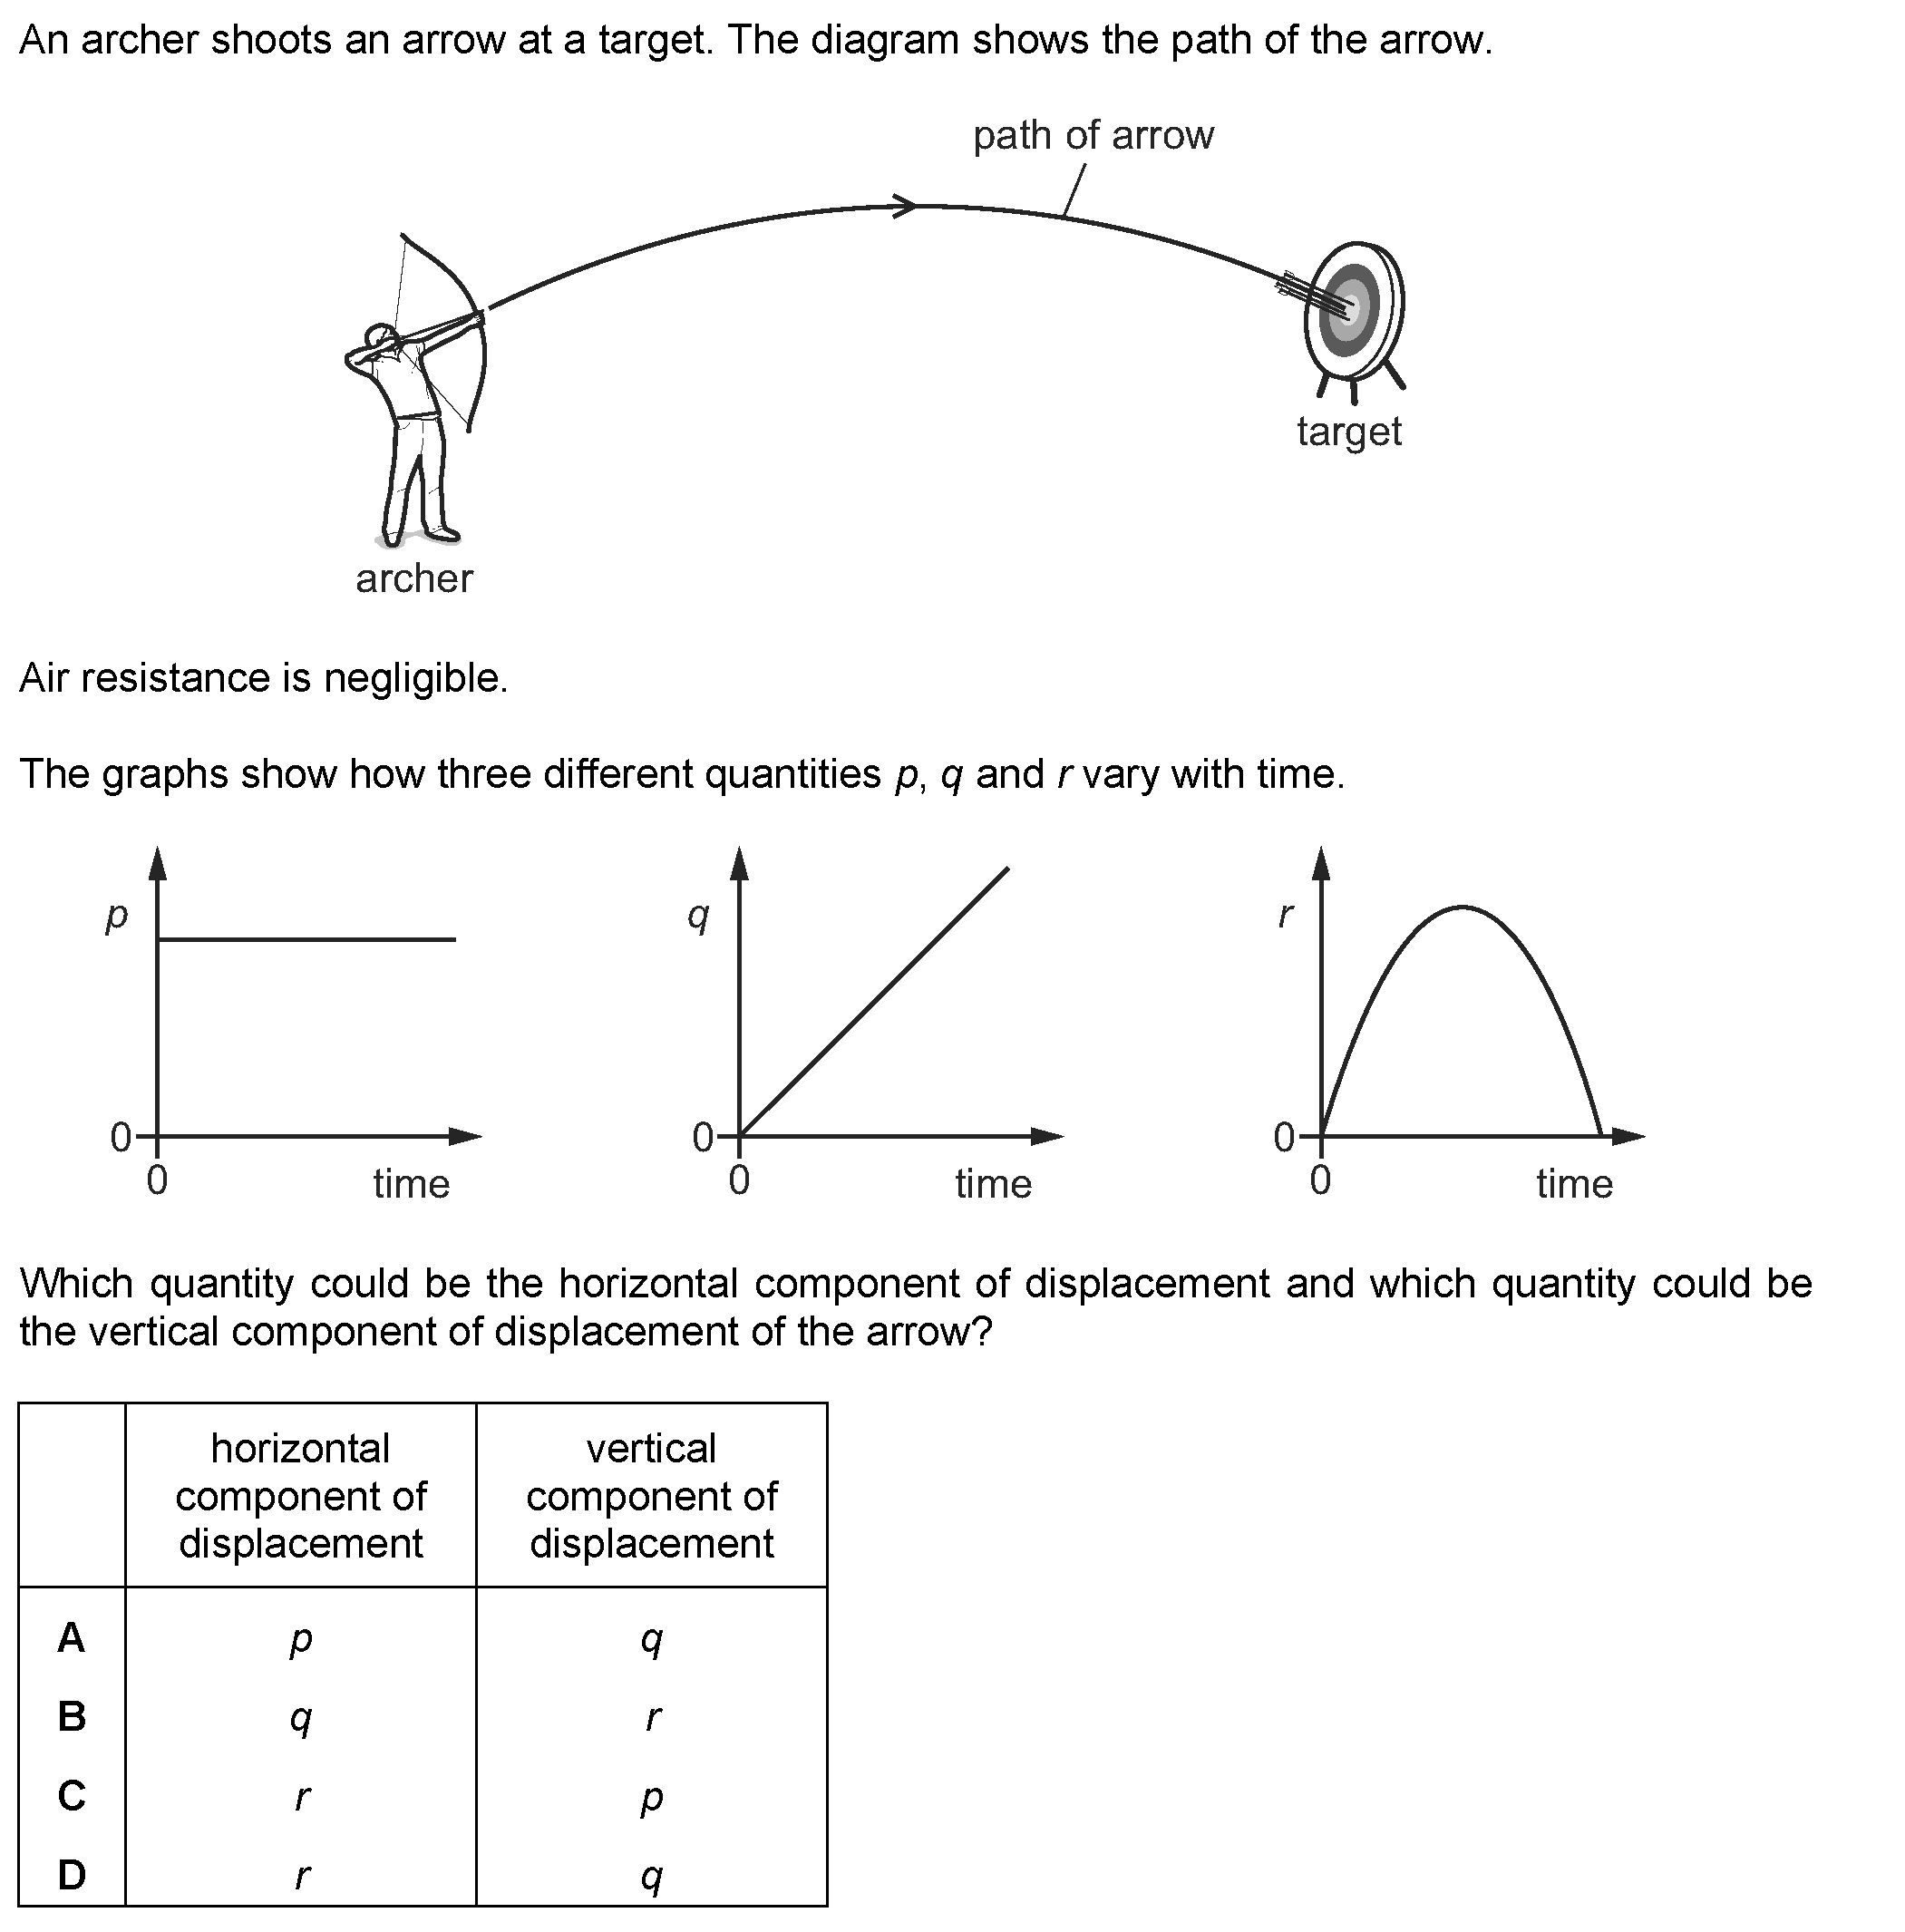 An archer shoots an arrow at a target. The diagram shows the path of the arrow.
path of arrow
target
archer
Air resistance is negligible.
The graphs show how three different quantities p, q and r vary with time.
p
0
0
time
q
0
0
time
r
0
0
time
Which quantity could be the horizontal component of displacement and which quantity could be
the vertical component of displacement of the arrow?
horizontal
component of
displacement
vertical
component of
displacement
A p q
B q r
C r p
D r q